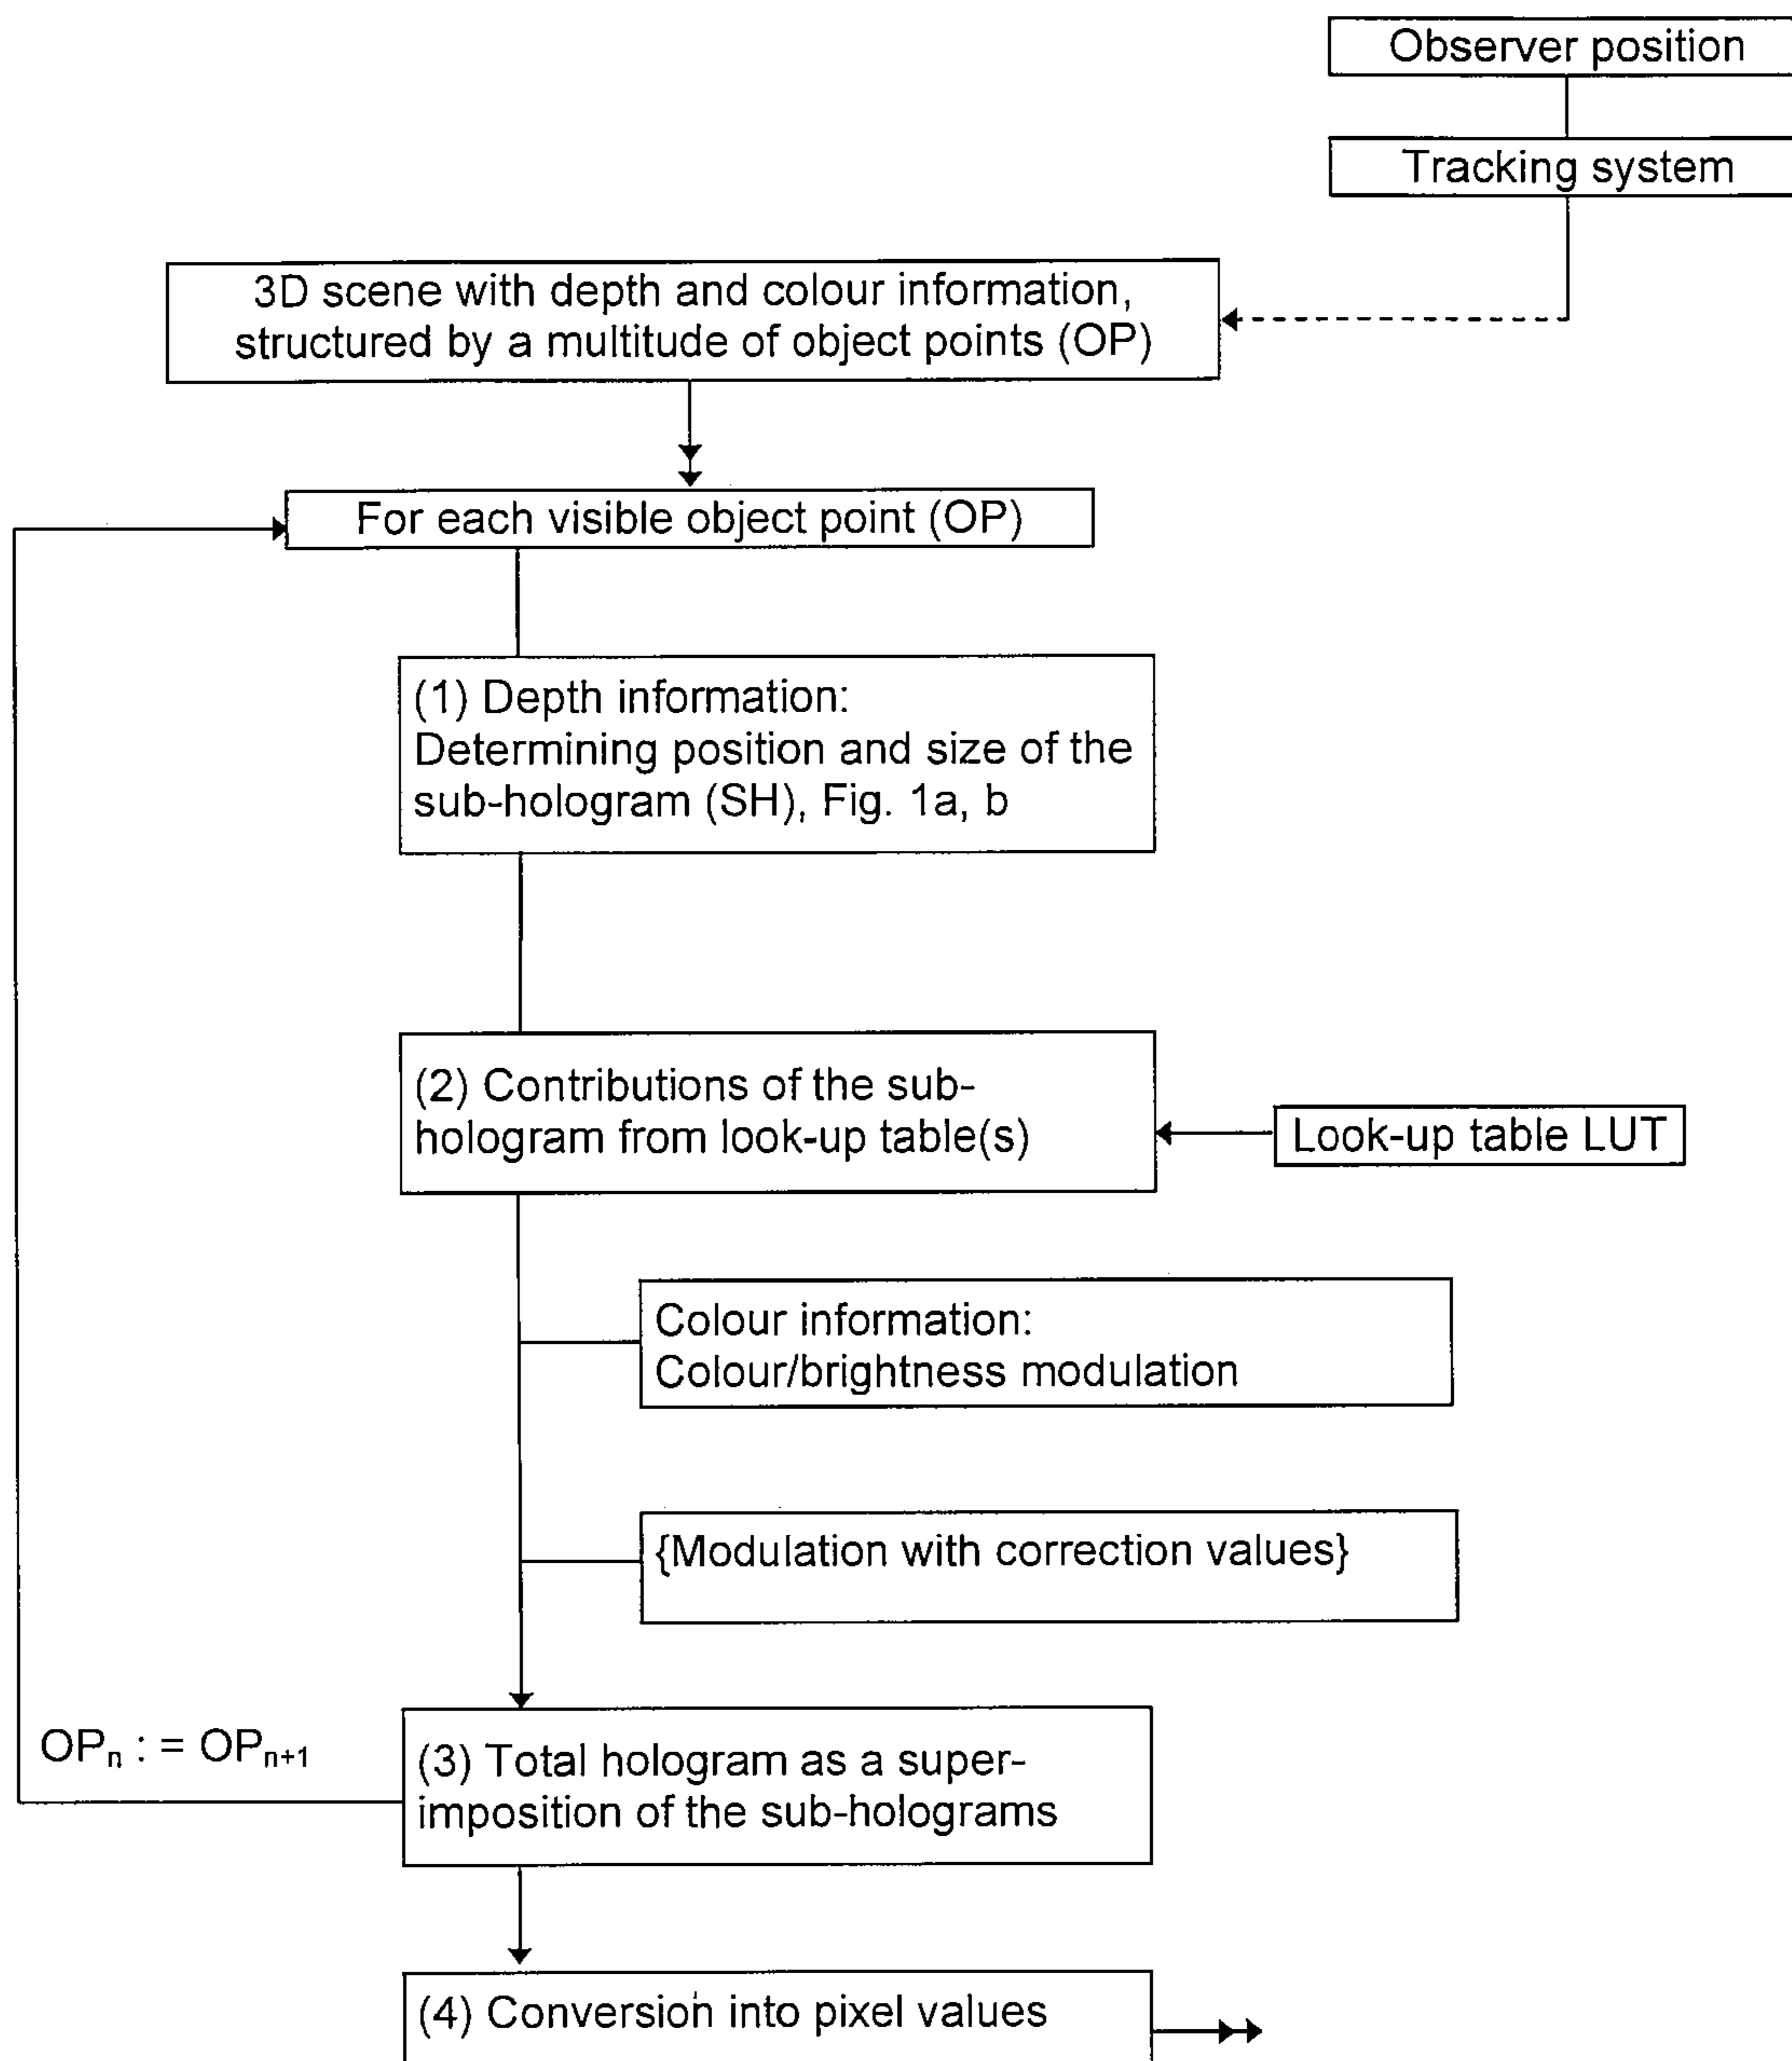 Observer position
Tracking system
3D scene with depth and colour information,
structured by a multitude of object points (OP)
For each visible object point (OP)
(1) Depth information:
Determining position and size of the
sub-hologram (SH), Fig. 1a, b
(2) Contributions of the sub-
hologram from look-up table(s)
Look-up table LUT
Colour information:
Colour/brightness modulation
{Modulation with correction values}
OPₙ : = OPₙ₊₁
(3) Total hologram as a super-
imposition of the sub-holograms
(4) Conversion into pixel values